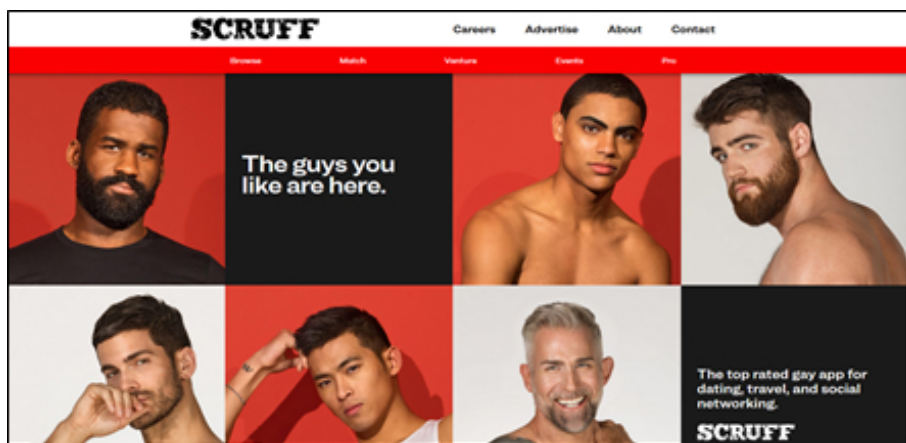 SCRUFF
Careers Advertise About Contact
Browse Match Venture Events Pro
The guys you
like are here.
The top rated gay app for
dating, travel, and social
networking.
SCRUFF